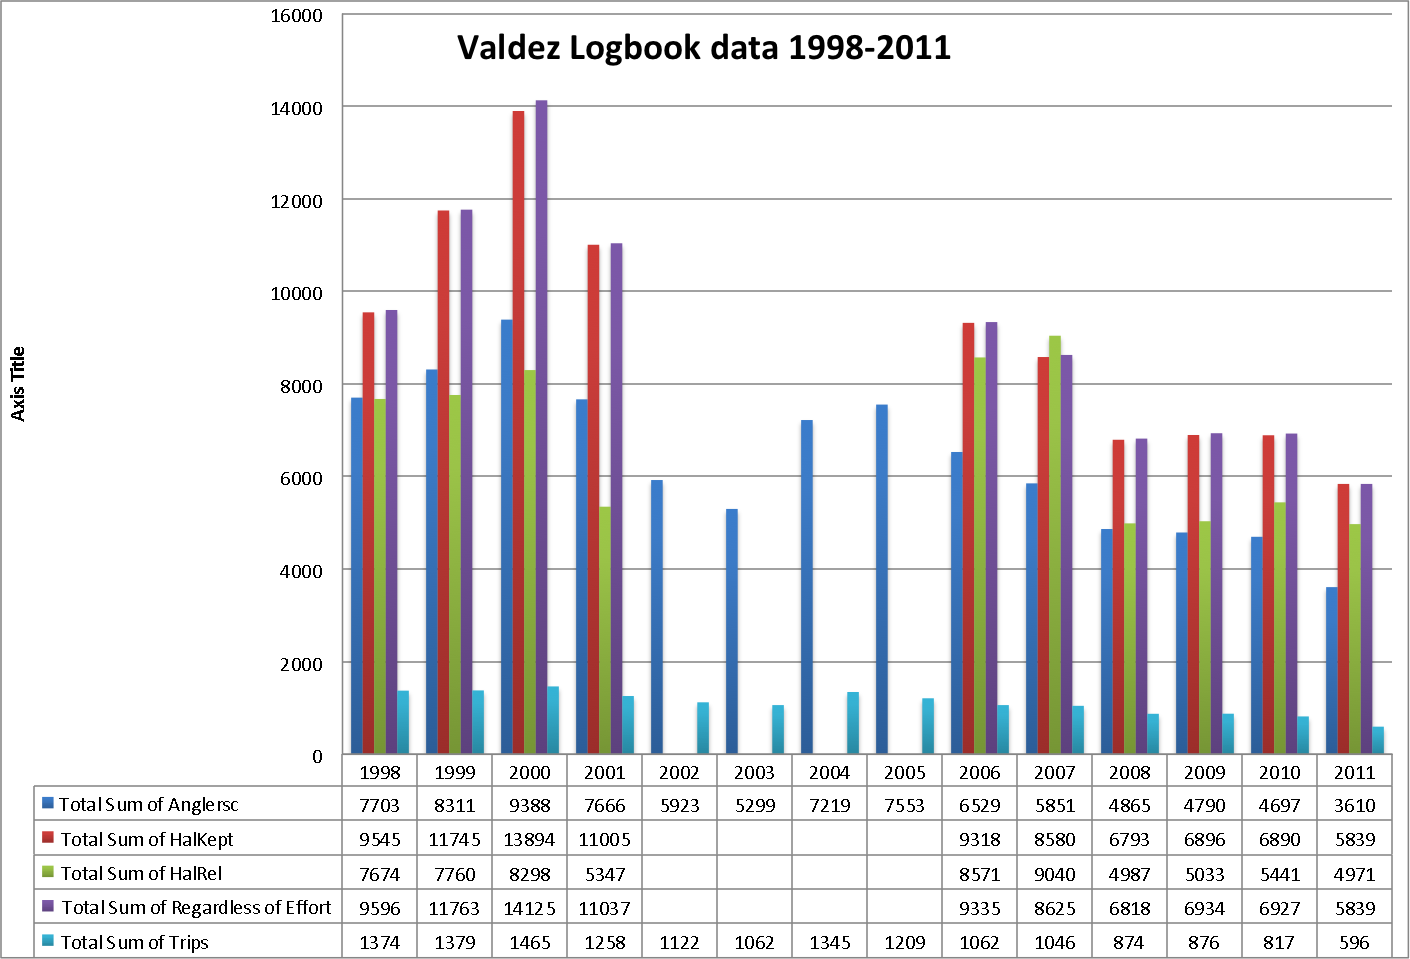 Valdez Logbook data 1998-2011
16000
14000
12000
10000
8000
6000
4000
2000
0
Axis Title
1998 1999 2000 2001 2002 2003 2004 2005 2006 2007 2008 2009 2010 2011
Total Sum of Anglersc 7703 8311 9388 7666 5923 5299 7219 7553 6529 5851 4865 4790 4697 3610
Total Sum of HalKept 9545 11745 13894 11005 9318 8580 6793 6896 6890 5839
Total Sum of HalRel 7674 7760 8298 5347 8571 9040 4987 5033 5441 4971
Total Sum of Regardless of Effort 9596 11763 14125 11037 9335 8625 6818 6934 6927 5839
Total Sum of Trips 1374 1379 1465 1258 1122 1062 1345 1209 1062 1046 874 876 817 596